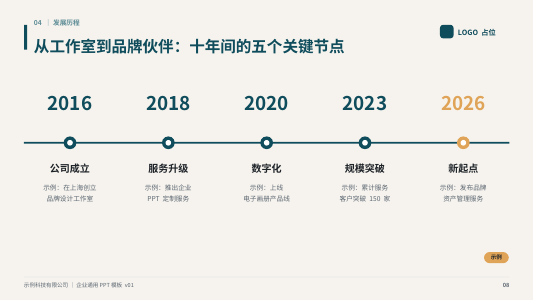 04 | 发展历程
LOGO 占位
从工作室到品牌伙伴：十年间的五个关键节点
2016 2018 2020 2023 2026
公司成立 服务升级 数字化 规模突破 新起点
示例：在上海创立 示例：推出企业 示例：上线 示例：累计服务 示例：发布品牌
品牌设计工作室 PPT 定制服务 电子画册产品线 客户突破 150 家 资产管理服务
示例
示例科技有限公司 | 企业通用 PPT 模板 v01 08